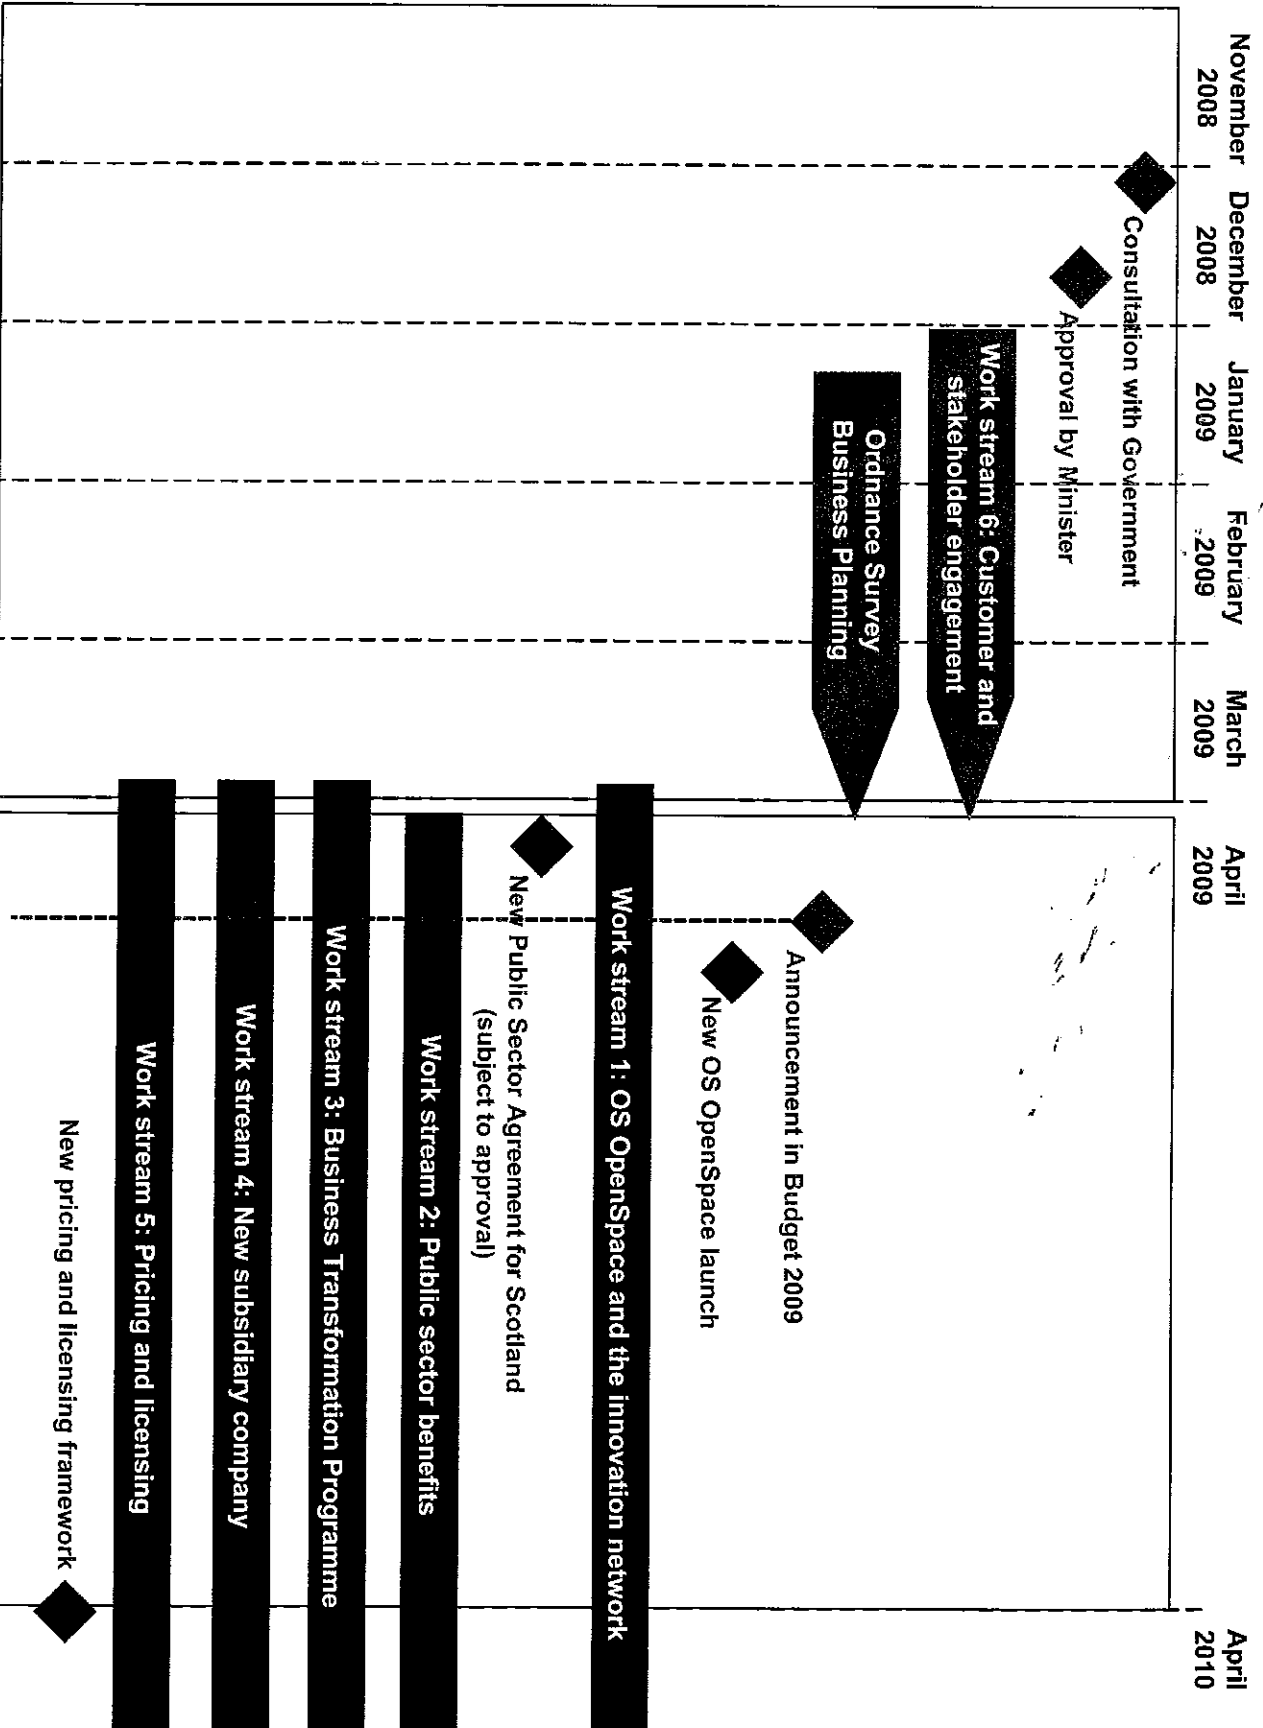 November
2008
December
2008
January
2009
February
2009
March
2009
April
2009
April
2010
Consultation with Government
Approval by Minister
Work stream 6: Customer and
stakeholder engagement
Ordnance Survey
Business Planning
Announcement in Budget 2009
New OS OpenSpace launch
Work stream 1: OS OpenSpace and the innovation network
New Public Sector Agreement for Scotland
(subject to approval)
Work stream 2: Public sector benefits
Work stream 3: Business Transformation Programme
Work stream 4: New subsidiary company
Work stream 5: Pricing and licensing
New pricing and licensing framework